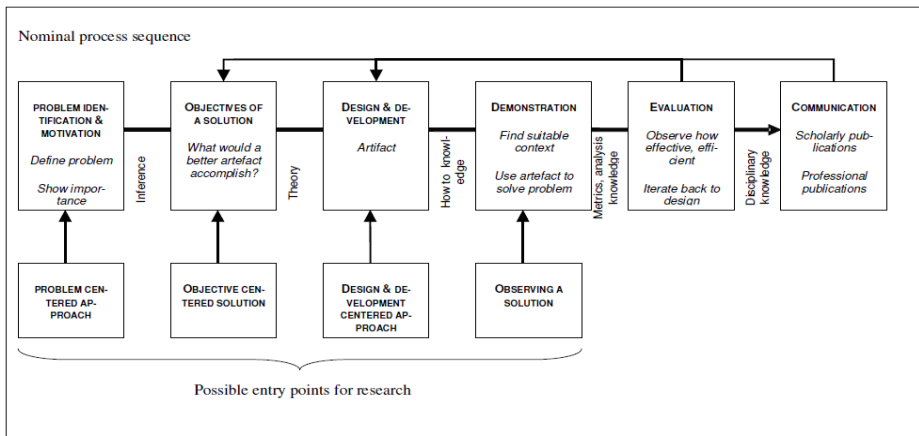 Nominal process sequence
PROBLEM IDEN-
TIFICATION &
MOTIVATION
Define problem
Show impor-
tance
Inference
OBJECTIVES OF
A SOLUTION
What would a
better artefact
accomplish?
Theory
DESIGN & DE-
VELOPMENT
Artifact
How to knowl-
edge
DEMONSTRATION
Find suitable
context
Use artefact to
solve problem
Metrics, analysis
knowledge
EVALUATION
Observe how
effective, effi-
cient
Iterate back to
design
Disciplinary
knowledge
COMMUNICATION
Scholarly pub-
lications
Professional
publications
PROBLEM CEN-
TERED AP-
PROACH
OBJECTIVE CEN-
TERED SOLUTION
DESIGN & DE-
VELOPMENT
CENTERED APPROACH
OBSERVING A
SOLUTION
Possible entry points for research